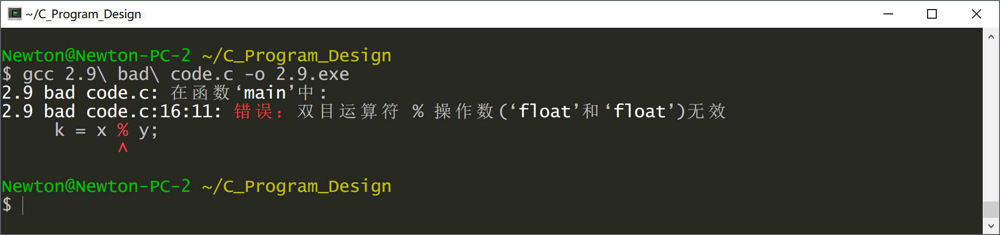 ~/C_Program_Design
Newton@Newton-PC-2 ~/C_Program_Design
$ gcc 2.9\ bad\ code.c -o 2.9.exe
2.9 bad code.c: 在函数‘main’中：
2.9 bad code.c:16:11: 错误：双目运算符 % 操作数(‘float’和‘float’)无效
k = x % y;
^
Newton@Newton-PC-2 ~/C_Program_Design
$